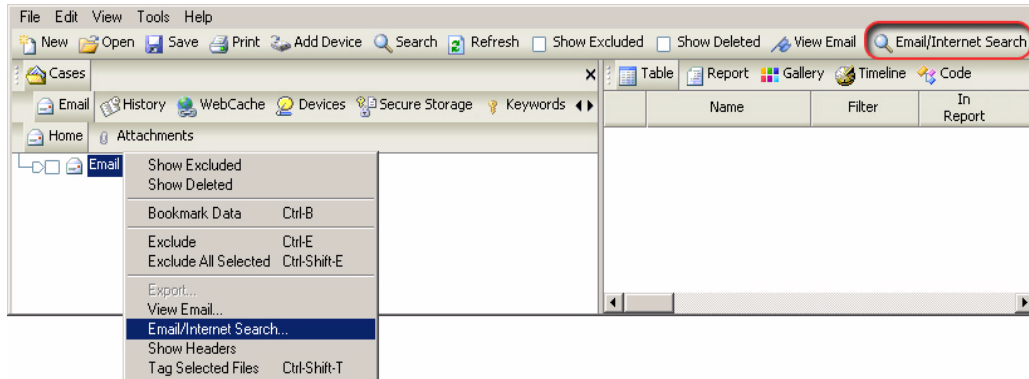 File Edit View Tools Help
New Open Save Print Add Device Search Refresh Show Excluded Show Deleted View Email Email/Internet Search
Cases
Table Report Gallery Timeline Code
Email History WebCache Devices Secure Storage Keywords
Name Filter In Report
Home Attachments
Email
Show Excluded
Show Deleted
Bookmark Data Ctrl-B
Exclude Ctrl-E
Exclude All Selected Ctrl-Shift-E
Export...
View Email...
Email/Internet Search...
Show Headers
Tag Selected Files Ctrl-Shift-T